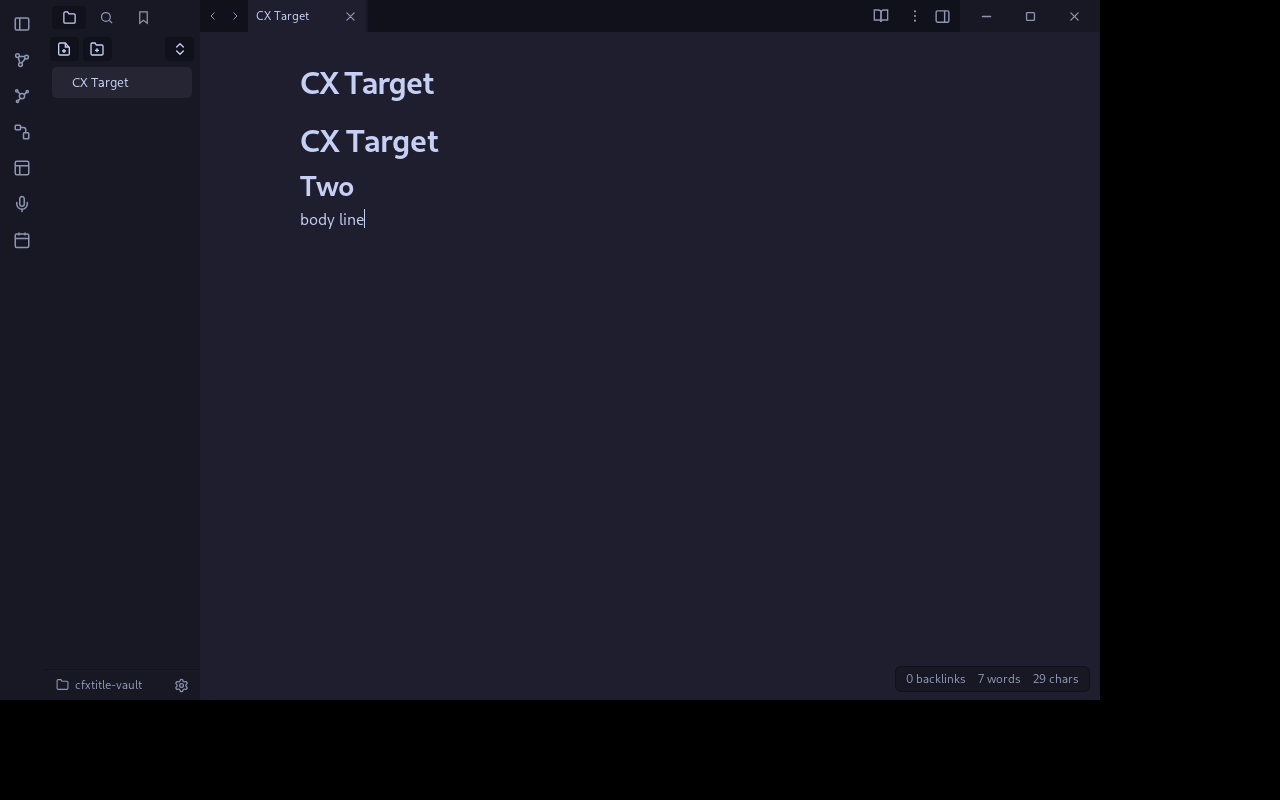 CX Target
CX Target
CX Target
CX Target
Two
body line
cfxtitle-vault
0 backlinks 7 words 29 chars